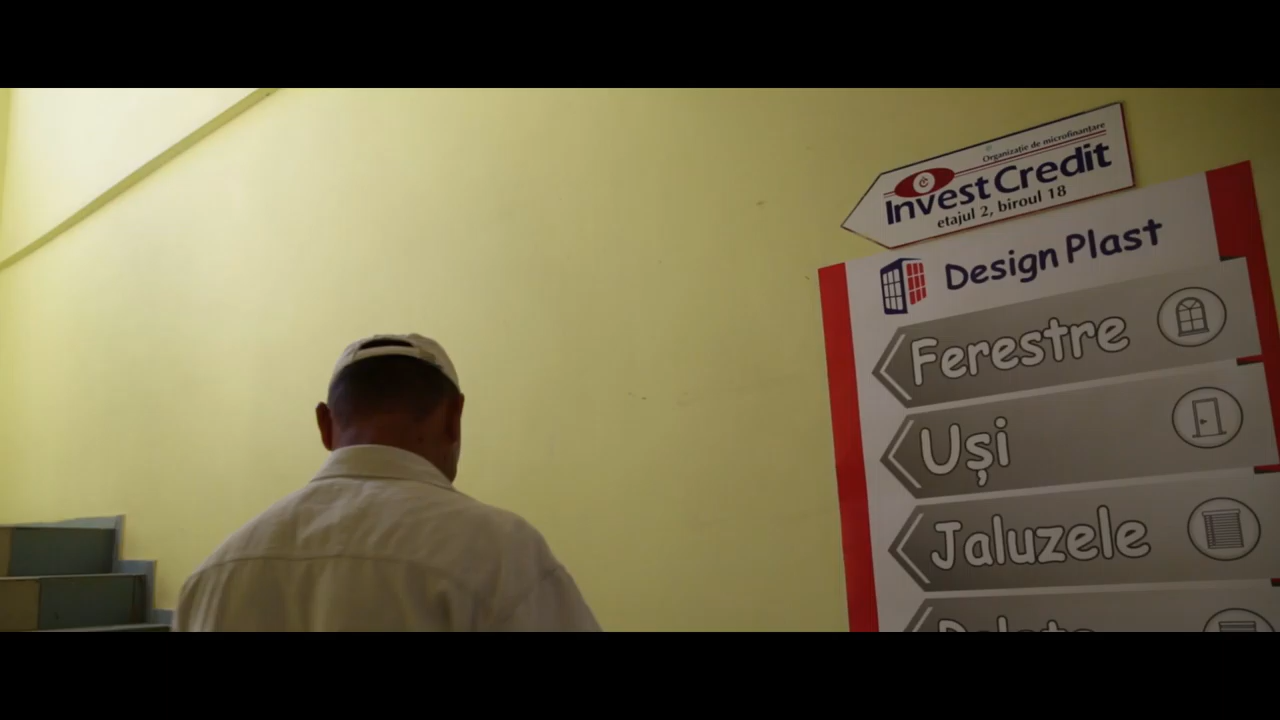 Organizație de microfinanțare
InvestCredit
etajul 2, biroul 18
Design Plast
Ferestre
Uși
Jaluzele